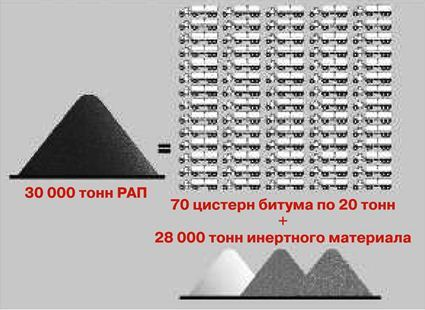 =
30 000 тонн РАП
70 цистерн битума по 20 тонн
+
28 000 тонн инертного материала